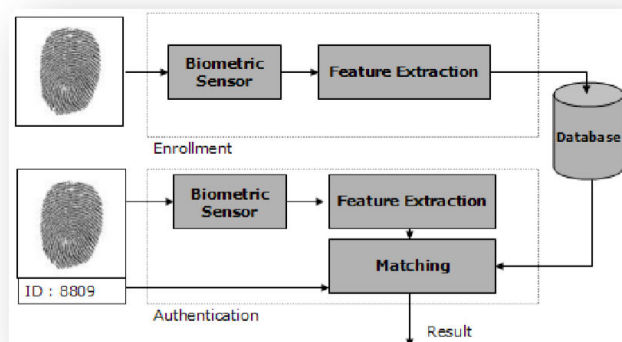 Biometric
Sensor
Feature Extraction
Database
Enrollment
Biometric
Sensor
Feature Extraction
Matching
ID : 8809
Authentication
Result